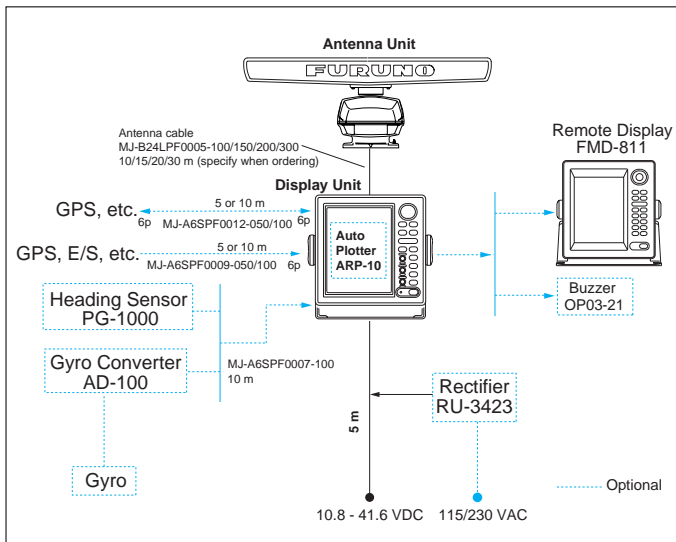 Antenna Unit
FURUNO
Antenna cable
MJ-B24LPF0005-100/150/200/300
10/15/20/30 m (specify when ordering)
Remote Display
FMD-811
Display Unit
GPS, etc.
5 or 10 m
6p
MJ-A6SPF0012-050/100
6p
GPS, E/S, etc.
5 or 10 m
MJ-A6SPF0009-050/100
6p
Auto
Plotter
ARP-10
Buzzer
OP03-21
Heading Sensor
PG-1000
Gyro Converter
AD-100
MJ-A6SPF0007-100
10 m
Rectifier
RU-3423
5 m
Gyro
Optional
10.8 - 41.6 VDC
115/230 VAC